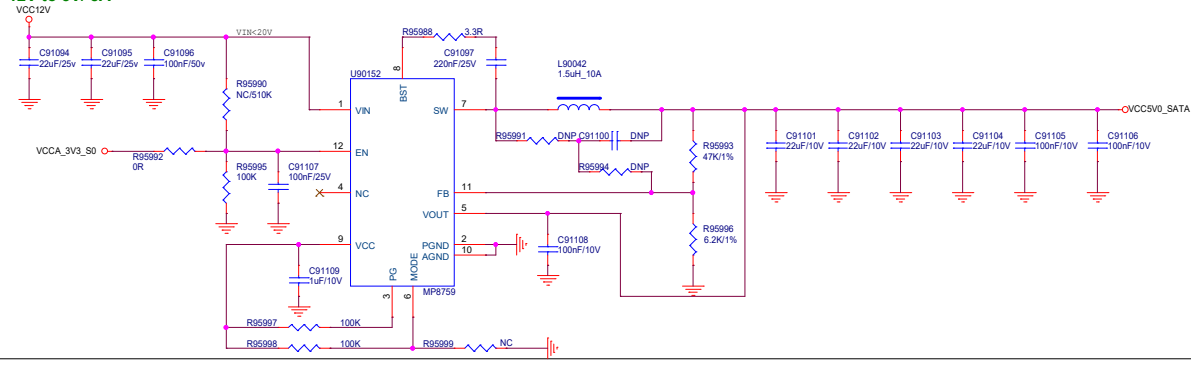 VCC12V
VIN<20V
C91094
22uF/25v
C91095
22uF/25v
C91096
100nF/50v
R95990
NC/510K
VCCA_3V3_S0
R95992
0R
R95995
100K
C91107
100nF/25V
R95988
3.3R
C91097
220nF/25V
L90042
1.5uH_10A
U90152
8
BST
1
VIN
SW
7
12
EN
4
NC
FB
11
VOUT
5
9
VCC
PGND
2
AGND
10
PG
MODE
3
6
MP8759
R95991
DNP
C91100
DNP
R95994
DNP
R95993
47K/1%
R95996
6.2K/1%
C91108
100nF/10V
VCC5V0_SATA
C91101
22uF/10V
C91102
22uF/10V
C91103
22uF/10V
C91104
22uF/10V
C91105
100nF/10V
C91106
100nF/10V
C91109
1uF/10V
R95997
100K
R95998
100K
R95999
NC